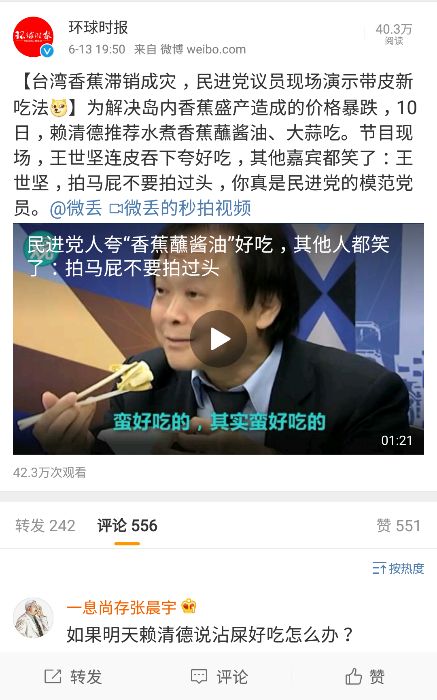 环球时报
环球时报
40.3万
阅读
6-13 19:50 来自 微博 weibo.com
【台湾香蕉滞销成灾，民进党议员现场演示带皮新
吃法】为解决岛内香蕉盛产造成的价格暴跌，10
日，赖清德推荐水煮香蕉蘸酱油、大蒜吃。节目现
场，王世坚连皮吞下夸好吃，其他嘉宾都笑了：王
世坚，拍马屁不要拍过头，你真是民进党的模范党
员。@微丢 微丢的秒拍视频
民进党人夸“香蕉蘸酱油”好吃，其他人都笑
了：拍马屁不要拍过头
蛮好吃的，其实蛮好吃的
01:21
42.3万次观看
转发 242 评论 556 赞 551
按热度
一息尚存张晨宇
如果明天赖清德说沾屎好吃怎么办？
转发 评论 赞